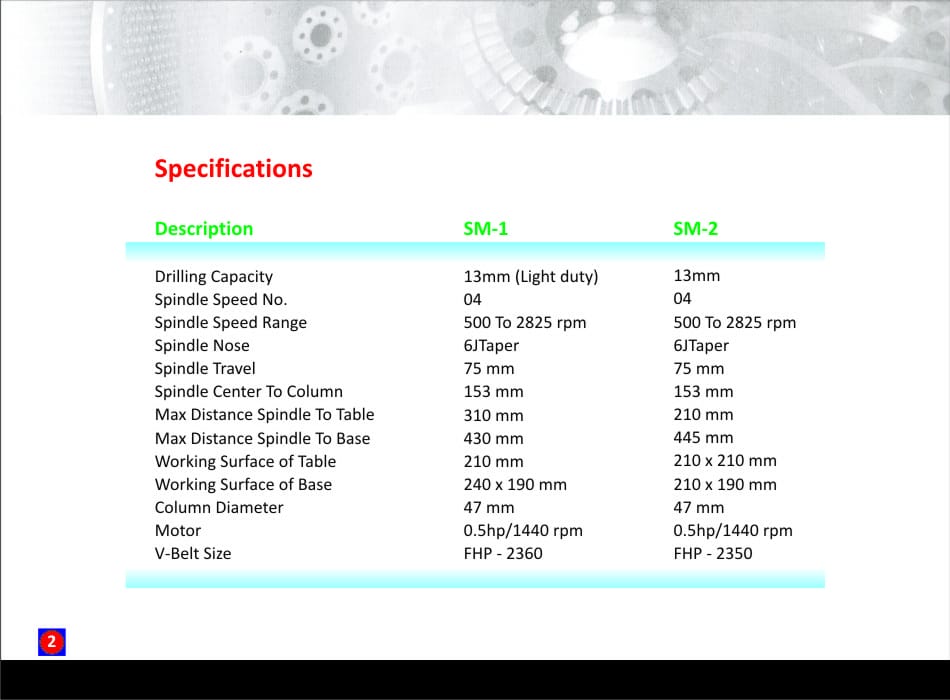 Specifications
Description SM-1 SM-2
Drilling Capacity 13mm (Light duty) 13mm
Spindle Speed No. 04 04
Spindle Speed Range 500 To 2825 rpm 500 To 2825 rpm
Spindle Nose 6JTaper 6JTaper
Spindle Travel 75 mm 75 mm
Spindle Center To Column 153 mm 153 mm
Max Distance Spindle To Table 310 mm 210 mm
Max Distance Spindle To Base 430 mm 445 mm
Working Surface of Table 210 mm 210 x 210 mm
Working Surface of Base 240 x 190 mm 210 x 190 mm
Column Diameter 47 mm 47 mm
Motor 0.5hp/1440 rpm 0.5hp/1440 rpm
V-Belt Size FHP - 2360 FHP - 2350
2